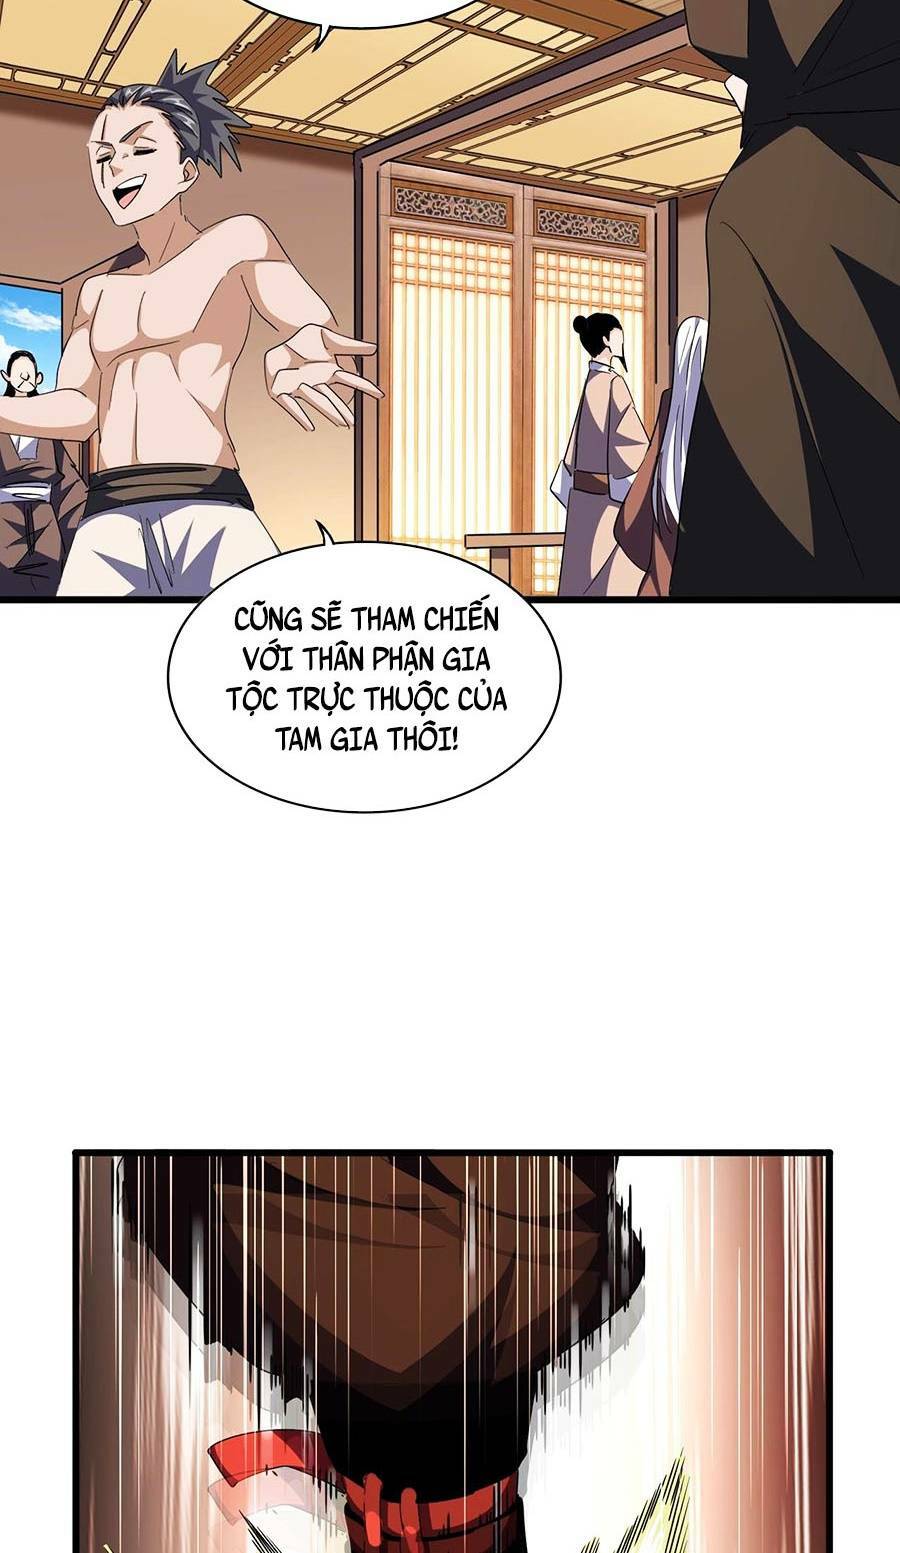 CŨNG SẼ THAM CHIẾN
VỚI THÂN PHẬN GIA
TỘC TRỰC THUỘC CỦA
TAM GIA THÔI!